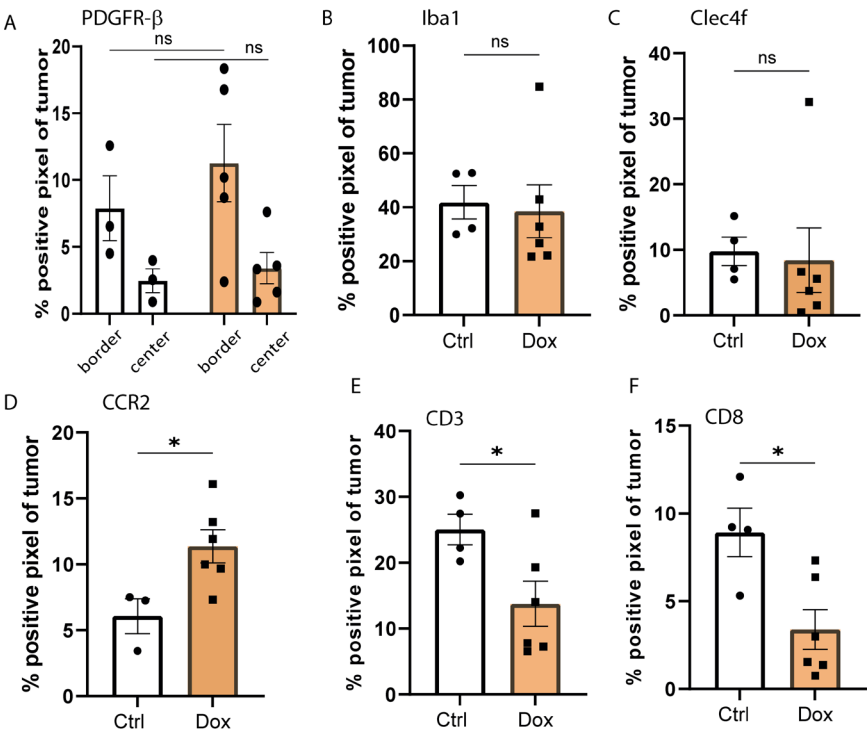 A
PDGFR-β
% positive pixel of tumor
20
15
10
5
0
ns
ns
border
center
border
center
B
Iba1
% positive pixel of tumor
100
80
60
40
20
0
ns
Ctrl
Dox
C
Clec4f
% positive pixel of tumor
40
30
20
10
0
ns
Ctrl
Dox
D
CCR2
% positive pixel of tumor
20
15
10
5
0
*
Ctrl
Dox
E
CD3
% positive pixel of tumor
40
30
20
10
0
*
Ctrl
Dox
F
CD8
% positive pixel of tumor
15
10
5
0
*
Ctrl
Dox